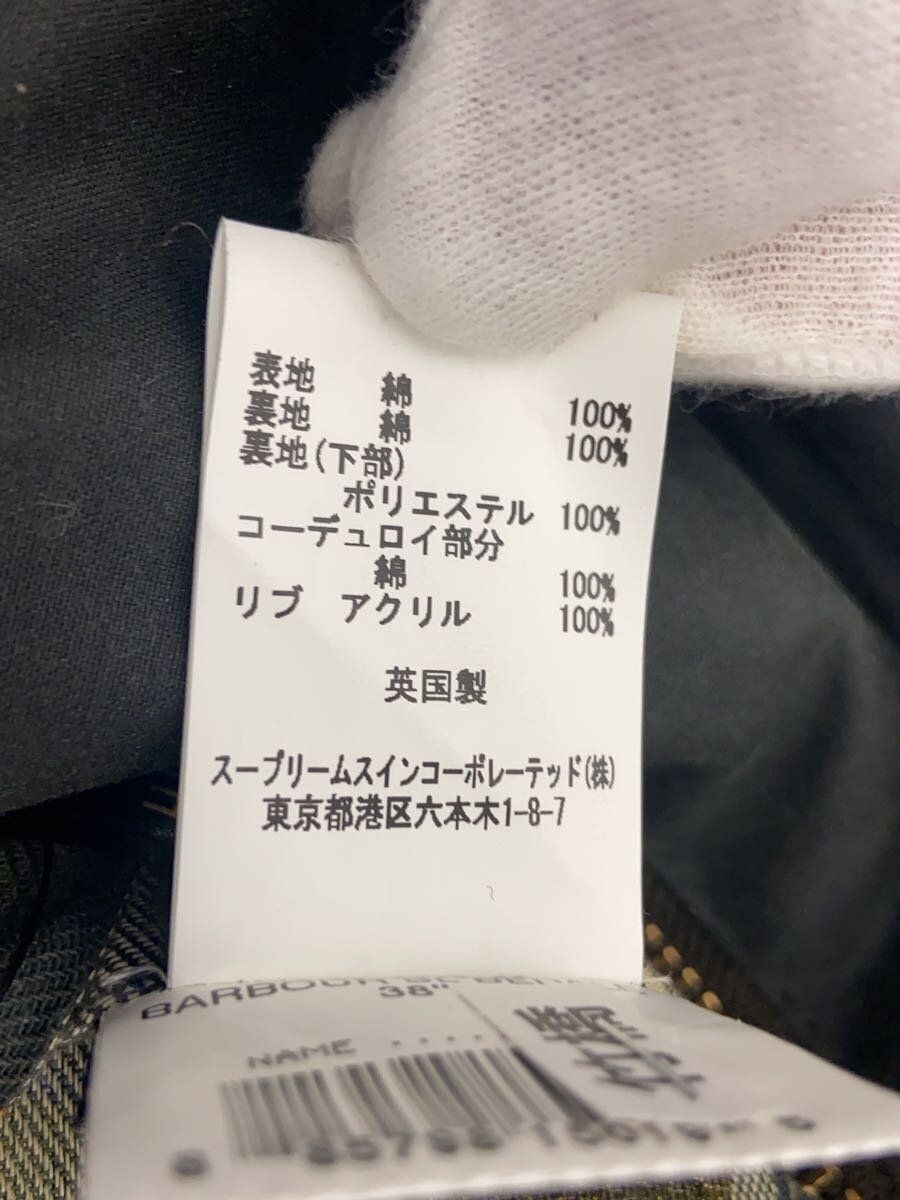 表地 綿 100%
裏地 綿 100%
裏地(下部)
ポリエステル 100%
コーデュロイ部分
綿 100%
リブ アクリル 100%
英国製
スープリームスインコーポレーテッド(株)
東京都港区六本木1-8-7
BARBOUR
38"
NAME ....